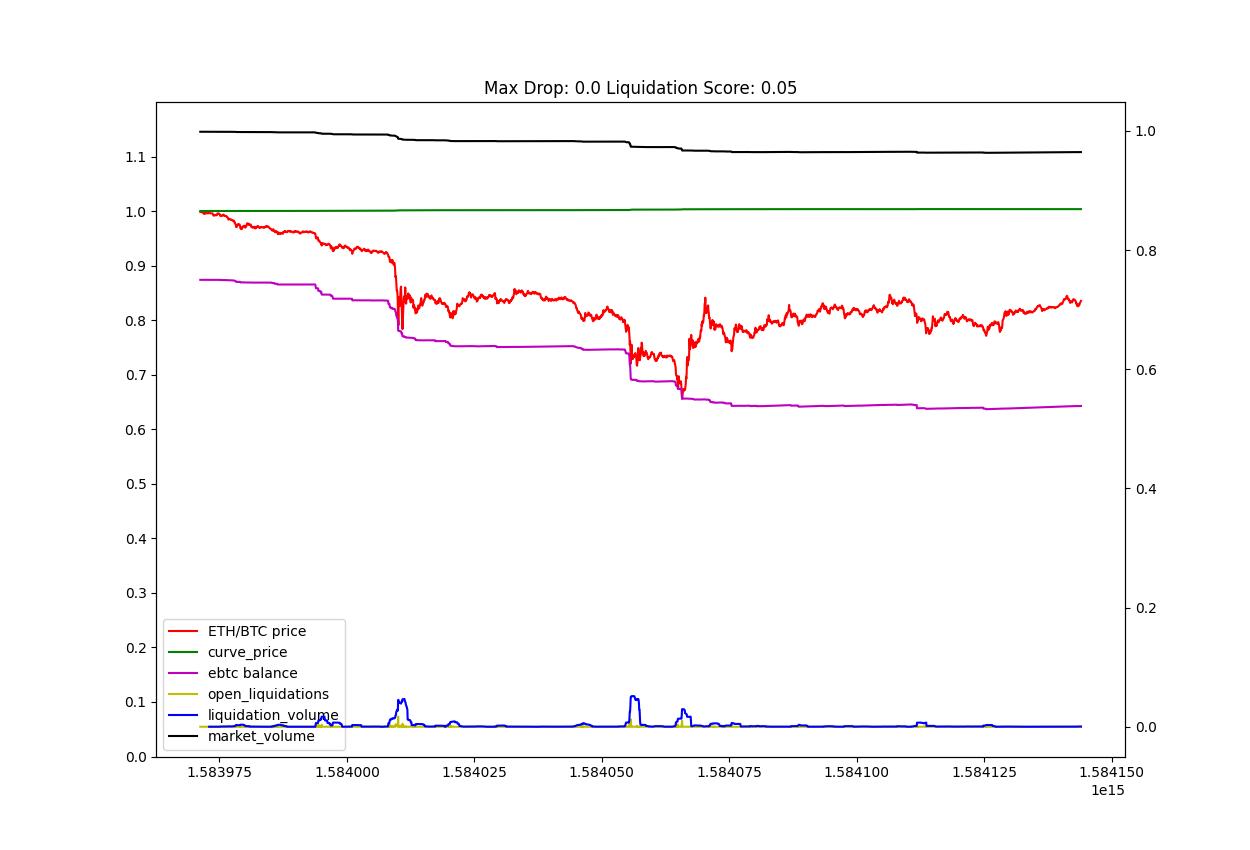 Max Drop: 0.0 Liquidation Score: 0.05
1.1
1.0
0.9
0.8
0.7
0.6
0.5
0.4
0.3
0.2
0.1
0.0
1.0
0.8
0.6
0.4
0.2
0.0
ETH/BTC price
curve_price
ebtc balance
open_liquidations
liquidation_volume
market_volume
1.583975 1.584000 1.584025 1.584050 1.584075 1.584100 1.584125 1.584150
1e15